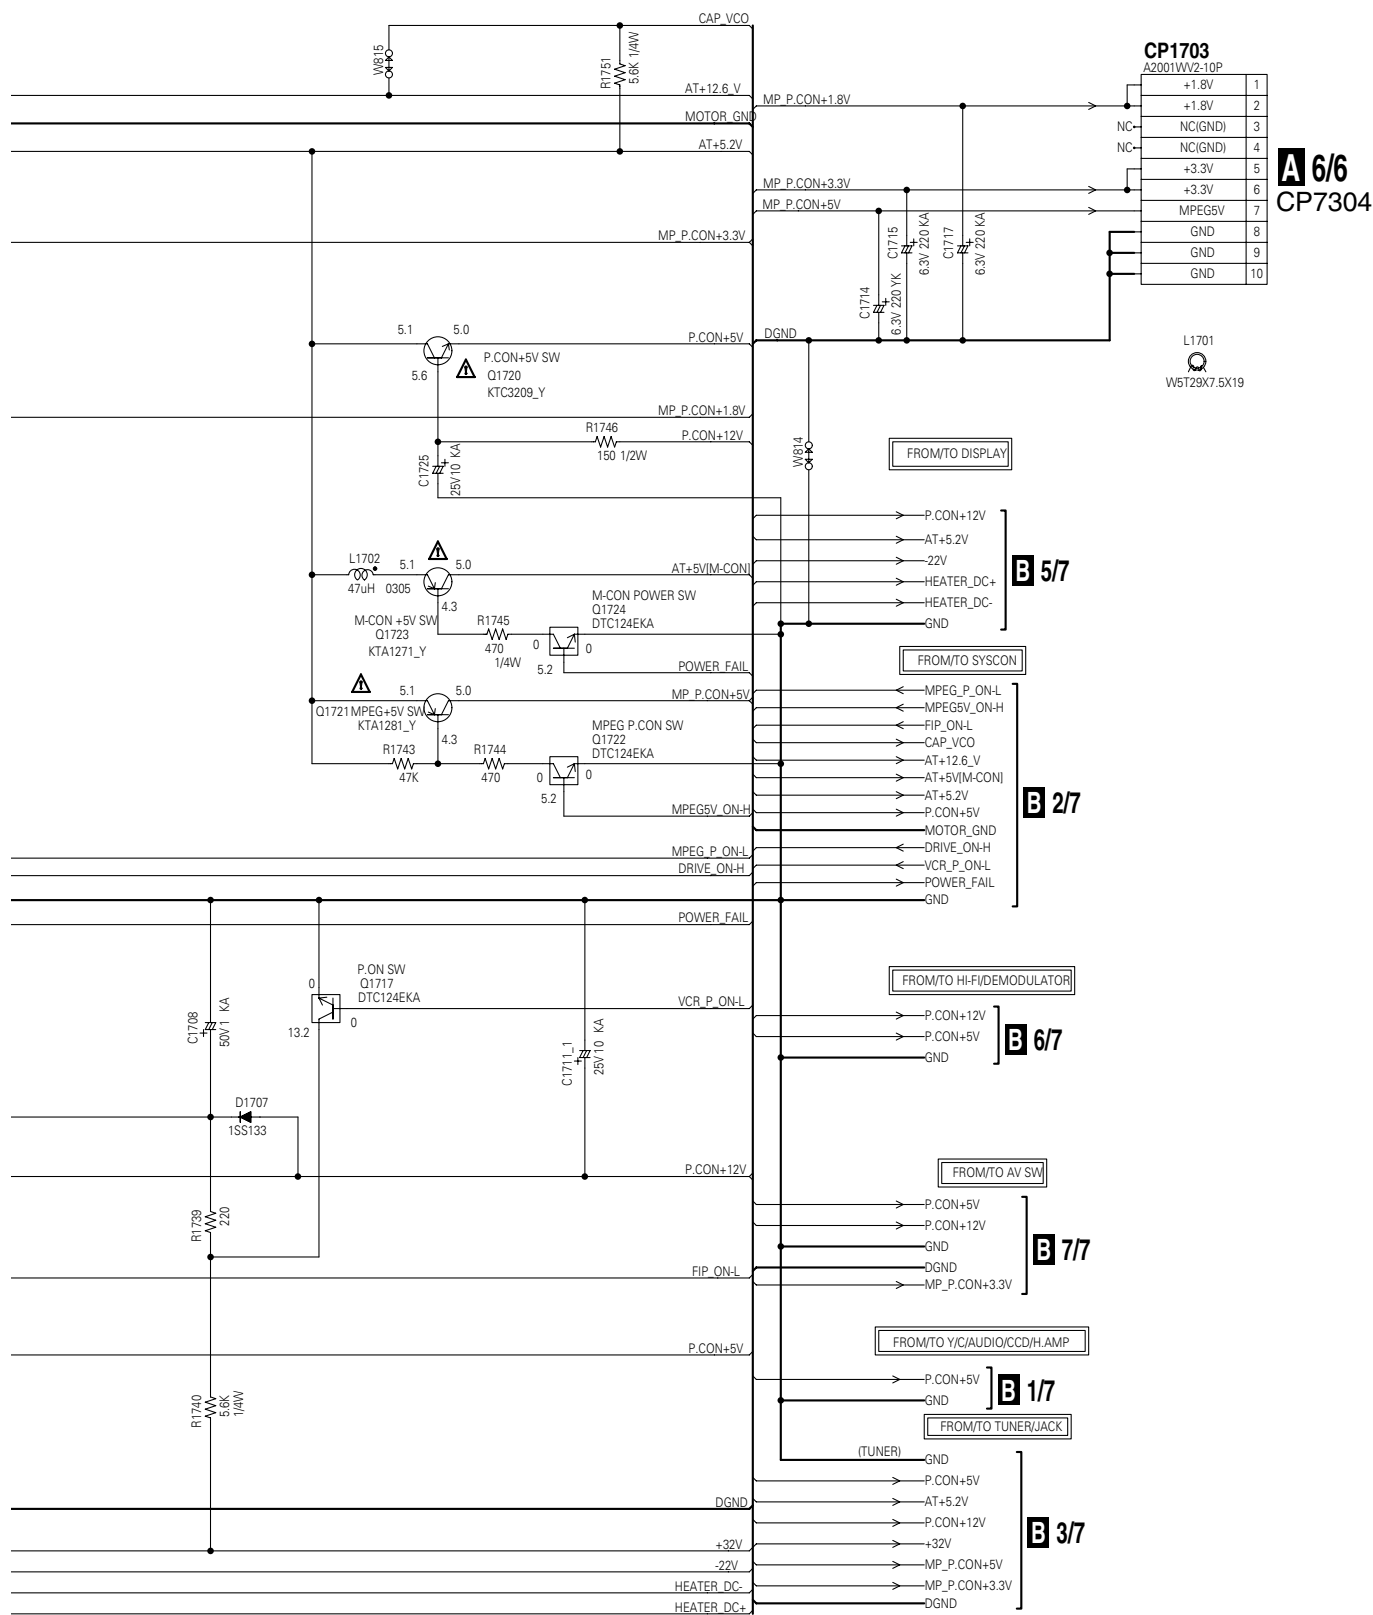 CAP_VCO
W815
R1751
5.6K 1/4W
AT+12.6_V
MOTOR_GND
AT+5.2V
MP_P.CON+1.8V
MP_P.CON+3.3V
MP_P.CON+5V
CP1703
A2001WV2-10P
+1.8V 1
+1.8V 2
NC NC(GND) 3
NC NC(GND) 4
+3.3V 5
+3.3V 6
MPEG5V 7
GND 8
GND 9
GND 10
A 6/6
CP7304
MP_P.CON+3.3V
C1714
6.3V 220 YK
C1715
6.3V 220 KA
C1717
6.3V 220 KA
DGND
L1701
W5T29X7.5X19
5.1 5.0
P.CON+5V
5.6
P.CON+5V SW
Q1720
KTC3209_Y
MP_P.CON+1.8V
R1746
150 1/2W
P.CON+12V
C1725
25V10 KA
W814
FROM/TO DISPLAY
P.CON+12V
AT+5.2V
-22V
HEATER_DC+
HEATER_DC-
GND
B 5/7
L1702
47uH 0305
5.1 5.0
AT+5V[M-CON]
4.3
M-CON +5V SW
Q1723
KTA1271_Y
R1745
470
1/4W
M-CON POWER SW
Q1724
DTC124EKA
0 0
5.2
POWER_FAIL
5.1 5.0
MP_P.CON+5V
Q1721 MPEG+5V SW
KTA1281_Y
4.3
R1743
47K
R1744
470
MPEG P.CON SW
Q1722
DTC124EKA
0 0
5.2
MPEG5V_ON-H
FROM/TO SYSCON
MPEG_P_ON-L
MPEG5V_ON-H
FIP_ON-L
CAP_VCO
AT+12.6_V
AT+5V[M-CON]
AT+5.2V
P.CON+5V
MOTOR_GND
DRIVE_ON-H
VCR_P_ON-L
POWER_FAIL
GND
B 2/7
MPEG_P_ON-L
DRIVE_ON-H
POWER_FAIL
P.ON SW
Q1717
DTC124EKA
0
0
13.2
VCR_P_ON-L
C1708
50V1 KA
C1711_1
25V10 KA
D1707
1SS133
P.CON+12V
FROM/TO HI-FI/DEMODULATOR
P.CON+12V
P.CON+5V
GND
B 6/7
R1739
220
FIP_ON-L
FROM/TO AV SW
P.CON+5V
P.CON+12V
GND
DGND
MP_P.CON+3.3V
B 7/7
P.CON+5V
R1740
5.6K
1/4W
FROM/TO Y/C/AUDIO/CCD/H.AMP
P.CON+5V
GND
B 1/7
FROM/TO TUNER/JACK
(TUNER)
GND
P.CON+5V
AT+5.2V
P.CON+12V
+32V
MP_P.CON+5V
MP_P.CON+3.3V
DGND
B 3/7
DGND
+32V
-22V
HEATER_DC-
HEATER_DC+